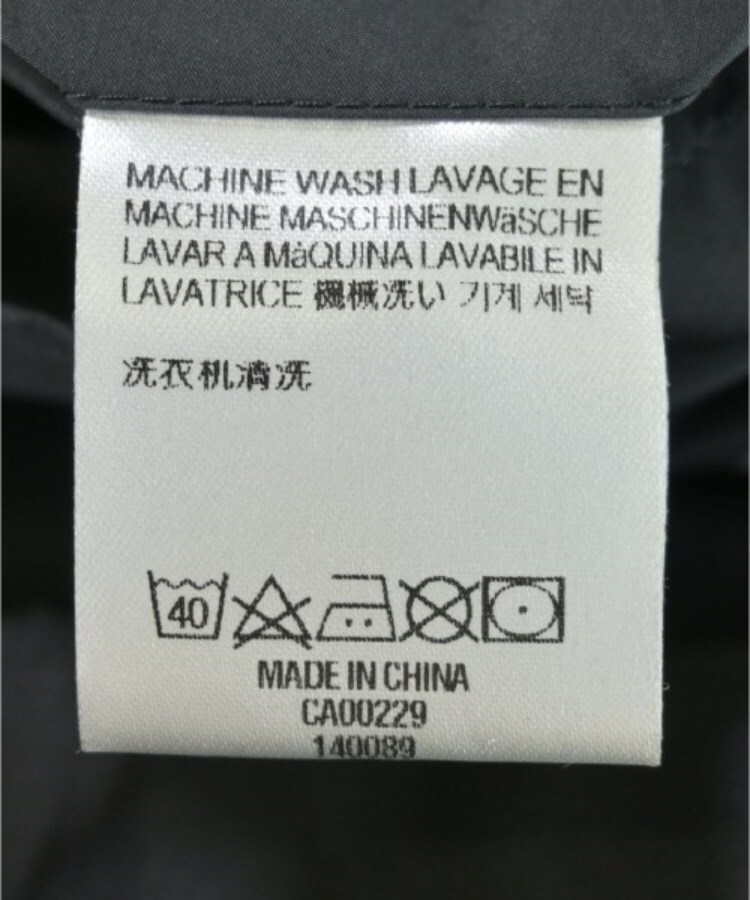 MACHINE WASH LAVAGE EN
MACHINE MASCHINENWäSCHE
LAVAR A MàQUINA LAVABILE IN
LAVATRICE 機械洗い 기계 세탁
洗衣机清洗
40
MADE IN CHINA
CA00229
140089